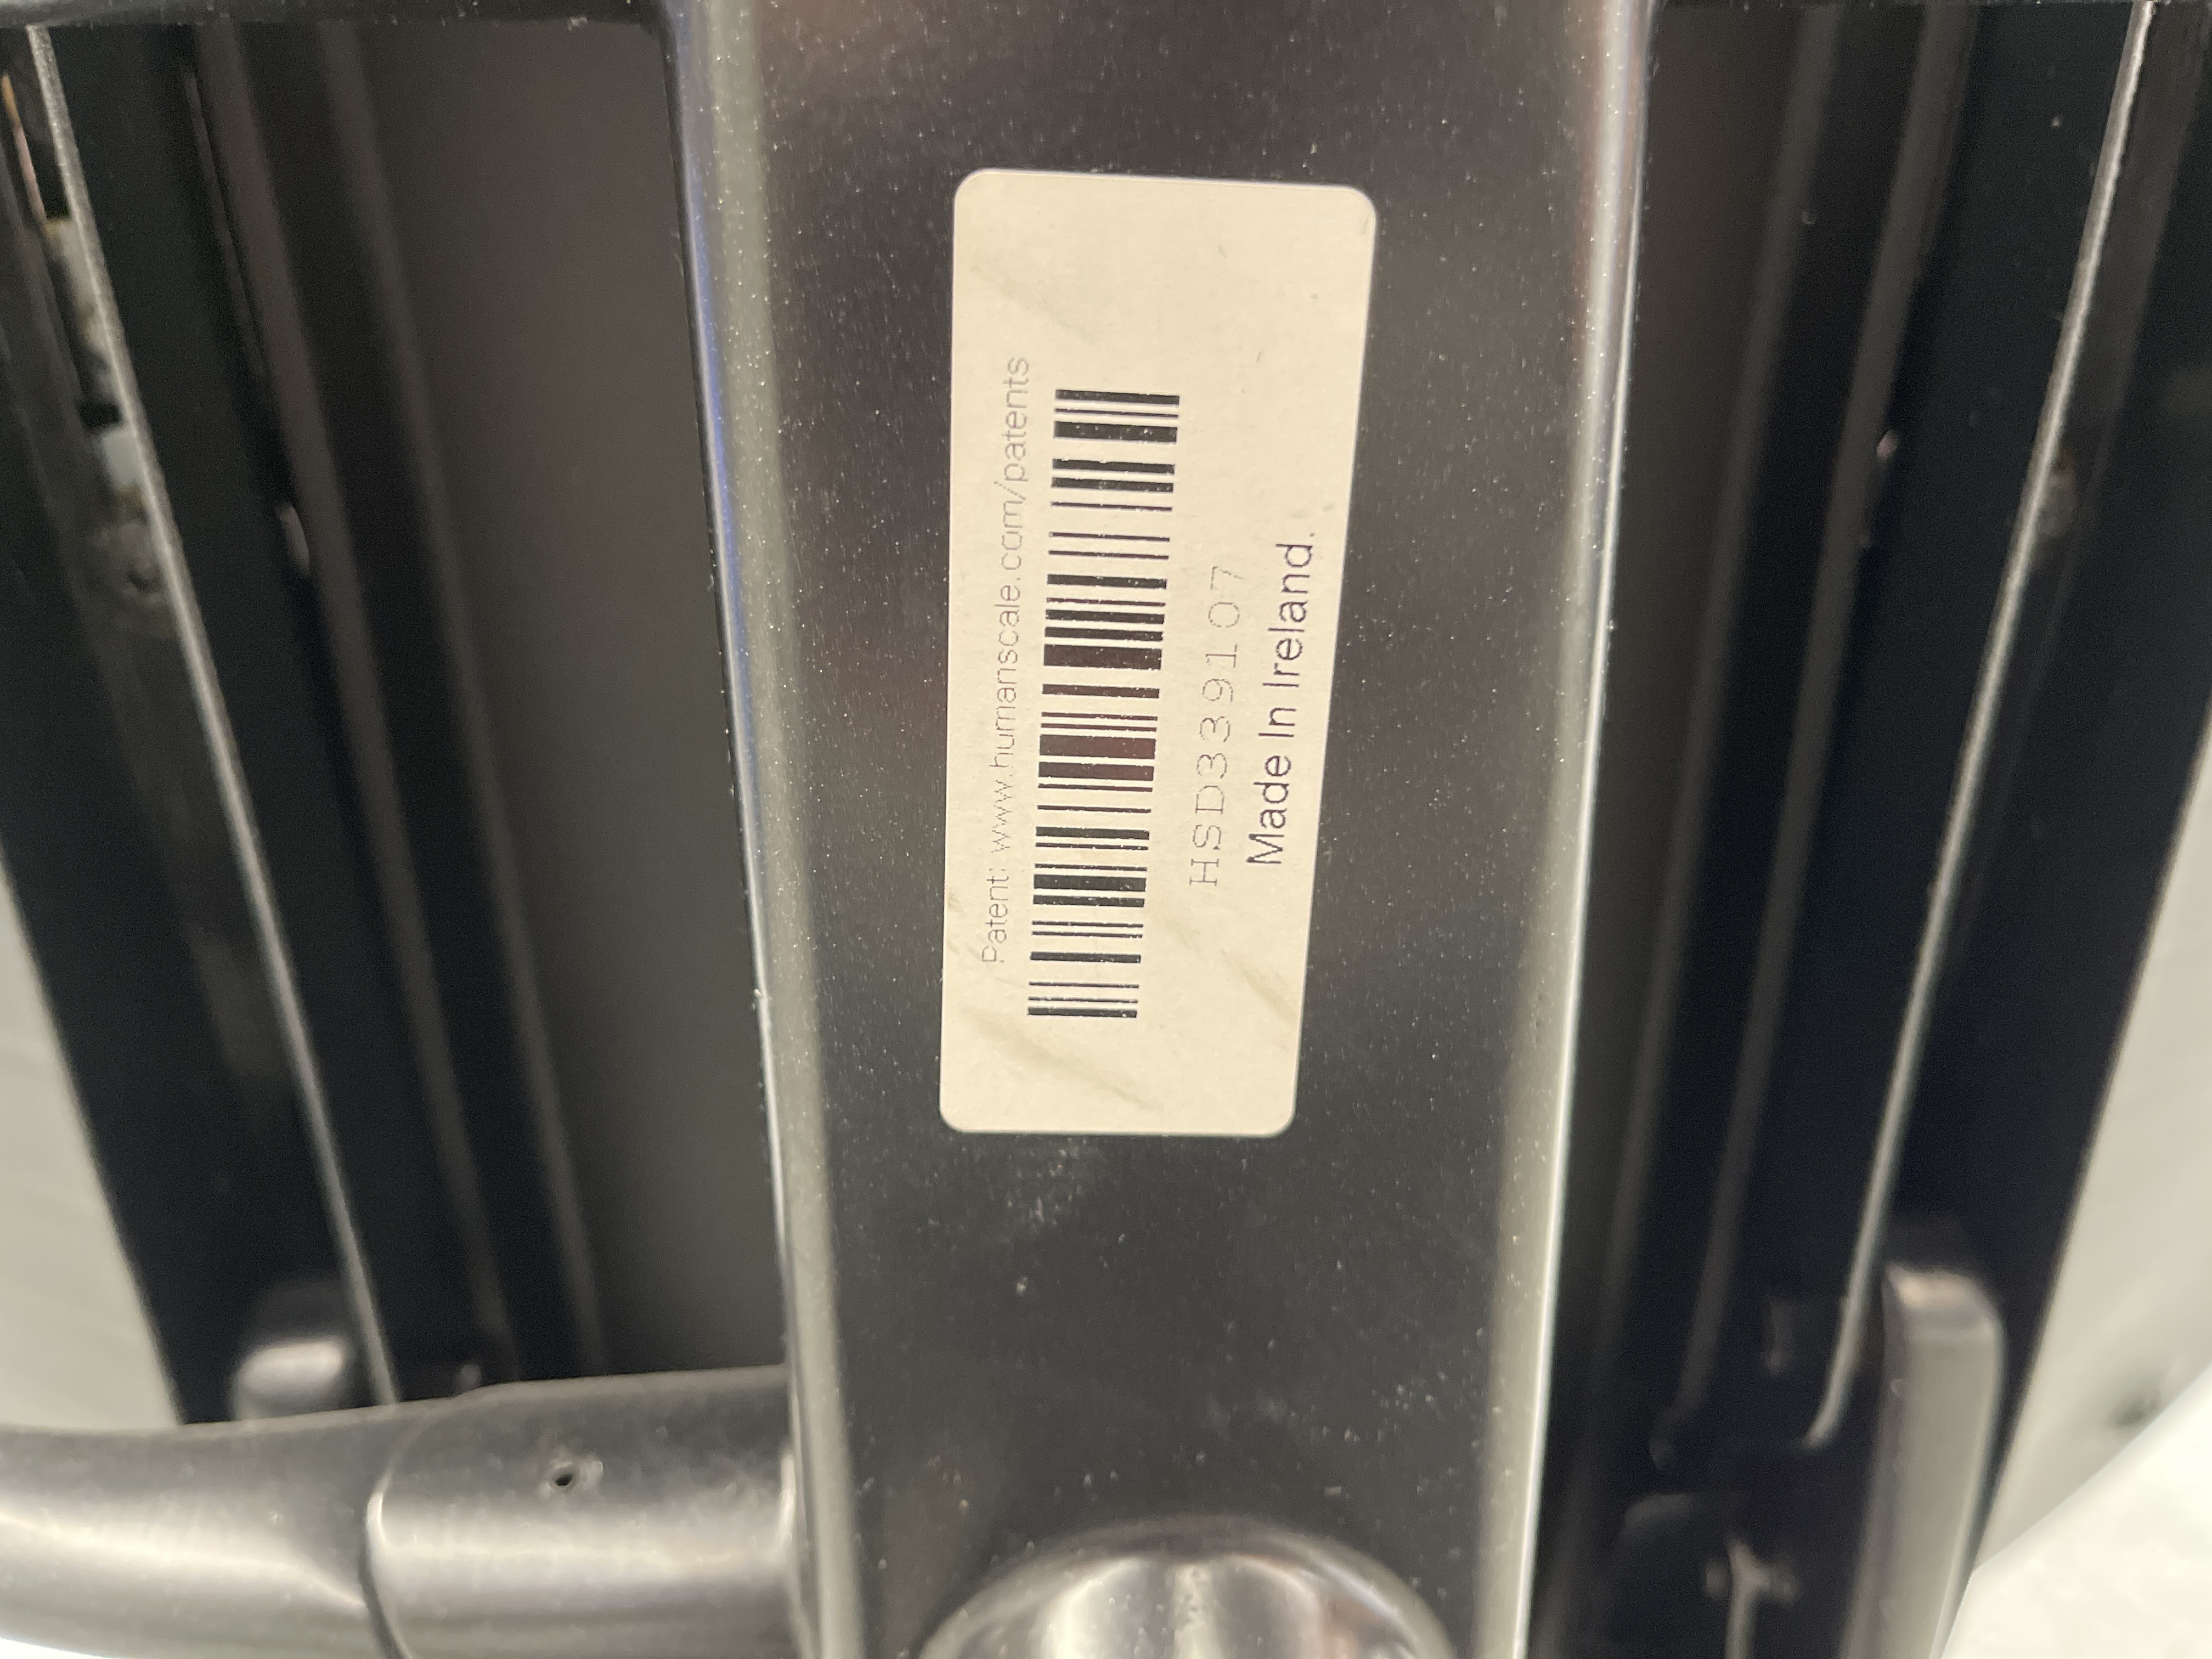 Patent: www.humanscale.com/patents
HSD339107
Made In Ireland.